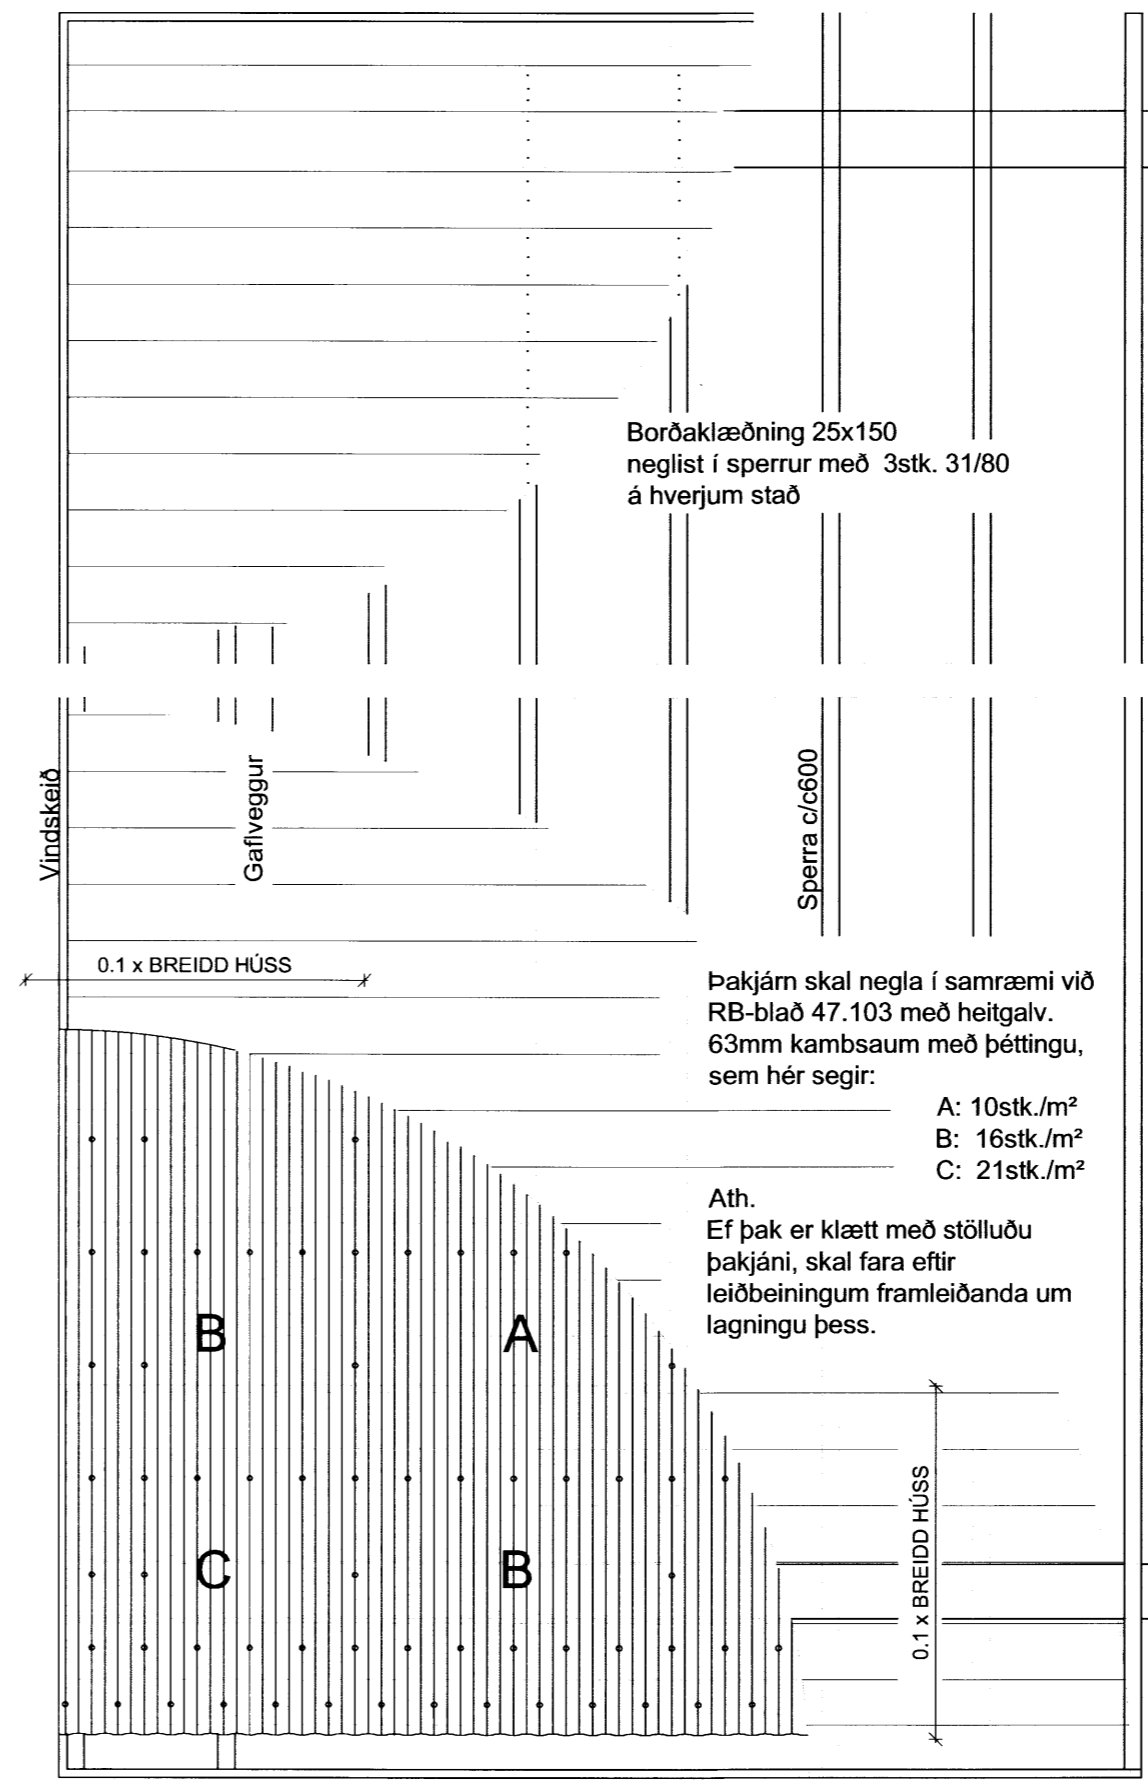 Borðaklæðning 25x150
neglist í sperrur með 3stk. 31/80
á hverjum stað
Vindskeið
Gaflveggur
Sperra c/c600
0.1 x BREIDD HÚSS
Þakjárn skal negla í samræmi við
RB-blað 47.103 með heitgalv.
63mm kambsaum með þéttingu,
sem hér segir:
A: 10stk./m²
B: 16stk./m²
C: 21stk./m²
Ath.
Ef þak er klætt með stölluðu
þakjáni, skal fara eftir
leiðbeiningum framleiðanda um
lagningu þess.
B
A
C
B
0.1 x BREIDD HÚSS